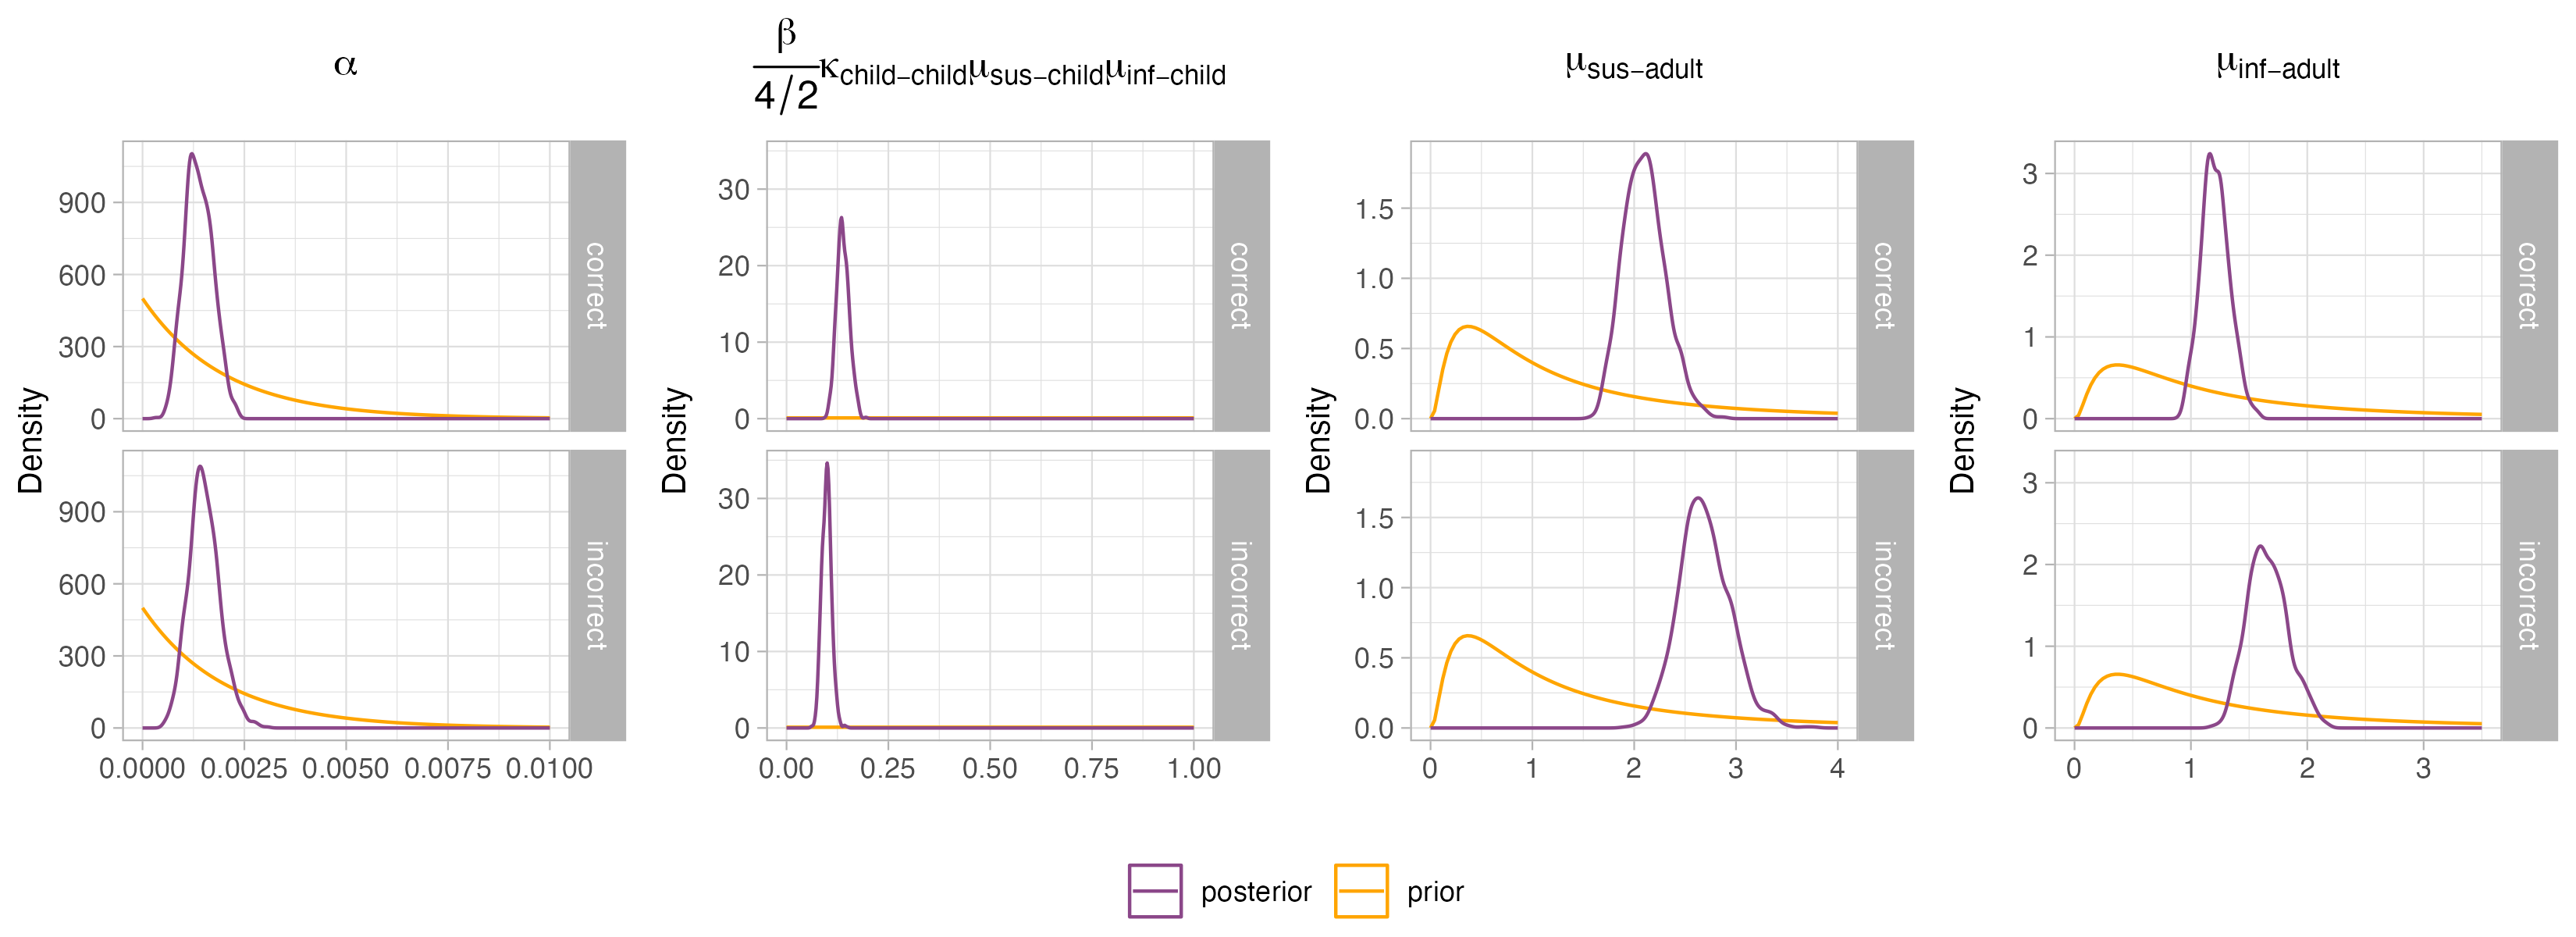 α
β
4/2
κchild−childμsus−childμinf−child
μsus−adult
μinf−adult
Density
900
600
300
0
correct
900
600
300
0
incorrect
0.0000 0.0025 0.0050 0.0075 0.0100
Density
30
20
10
0
correct
30
20
10
0
incorrect
0.00 0.25 0.50 0.75 1.00
Density
1.5
1.0
0.5
0.0
correct
1.5
1.0
0.5
0.0
incorrect
0 1 2 3 4
Density
3
2
1
0
correct
3
2
1
0
incorrect
0 1 2 3
posterior prior